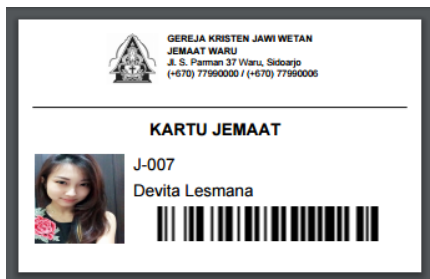 GEREJA KRISTEN JAWI WETAN
JEMAAT WARU
Jl. S. Parman 37 Waru, Sidoarjo
(+670) 77990000 / (+670) 77990006
KARTU JEMAAT
J-007
Devita Lesmana